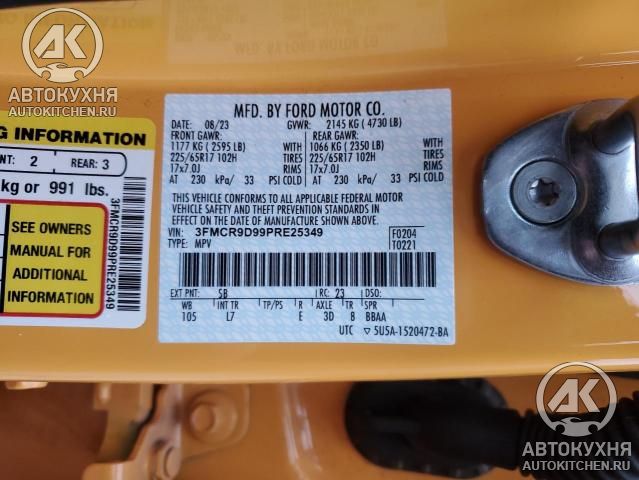 АК
АВТОКУХНЯ
AUTOKITCHEN.RU
MFD. BY FORD MOTOR CO.
DATE: 08/23 GVWR: 2145 KG ( 4730 LB)
FRONT GAWR: REAR GAWR:
1177 KG ( 2595 LB) WITH 1066 KG ( 2350 LB) WITH
225/65R17 102H TIRES 225/65R17 102H TIRES
17x7.0J RIMS 17x7.0J RIMS
AT 230 kPa/ 33 PSI COLD AT 230 kPa/ 33 PSI COLD
THIS VEHICLE CONFORMS TO ALL APPLICABLE FEDERAL MOTOR
VEHICLE SAFETY AND THEFT PREVENTION STANDARDS IN
EFFECT ON THE DATE OF MANUFACTURE SHOWN ABOVE.
VIN: 3FMCR9D99PRE25349 F0204
TYPE: MPV T0221
EXT PNT: SB RC: 23 DSO:
WB INT TR TP/PS R AXLE TR SPR
105 L7 E 3D 8 BBAA
UTC ▽ 5U5A-1520472-BA
G INFORMATION
NT: 2 REAR: 3
kg or 991 lbs.
SEE OWNERS
MANUAL FOR
ADDITIONAL
INFORMATION
3FMCR9D99PRE25349
АК
АВТОКУХНЯ
AUTOKITCHEN.RU